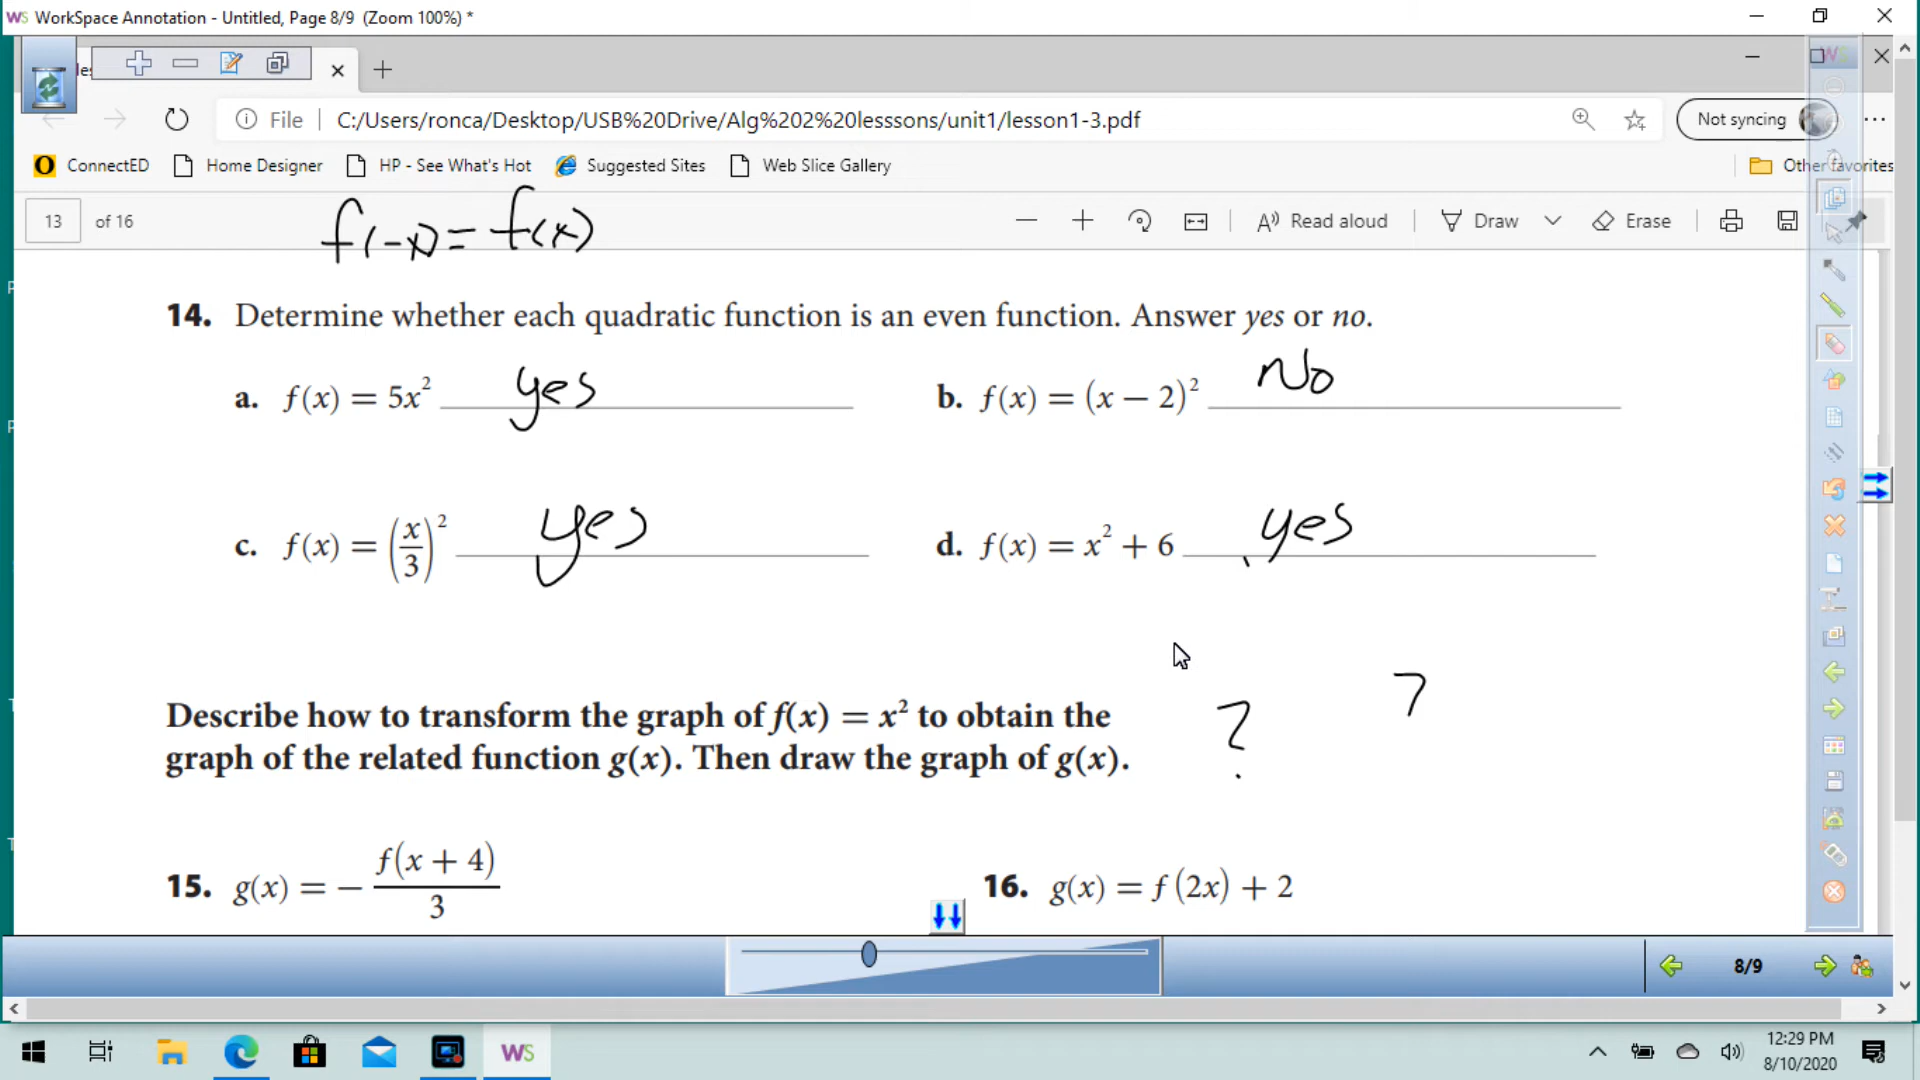 WS WorkSpace Annotation - Untitled, Page 8/9 (Zoom 100%) *
File C:/Users/ronca/Desktop/USB%20Drive/Alg%202%20lesssons/unit1/lesson1-3.pdf Not syncing
ConnectED Home Designer HP - See What's Hot Suggested Sites Web Slice Gallery Other favorites
13 of 16 Read aloud Draw Erase
f(-x) = f(x)
14. Determine whether each quadratic function is an even function. Answer yes or no.
a. f(x) = 5x² yes b. f(x) = (x − 2)² No
c. f(x) = (x/3)² yes d. f(x) = x² + 6 yes
Describe how to transform the graph of f(x) = x² to obtain the
graph of the related function g(x). Then draw the graph of g(x).
? 7
15. g(x) = − f(x + 4)/3 16. g(x) = f (2x) + 2
8/9
WS 12:29 PM
8/10/2020